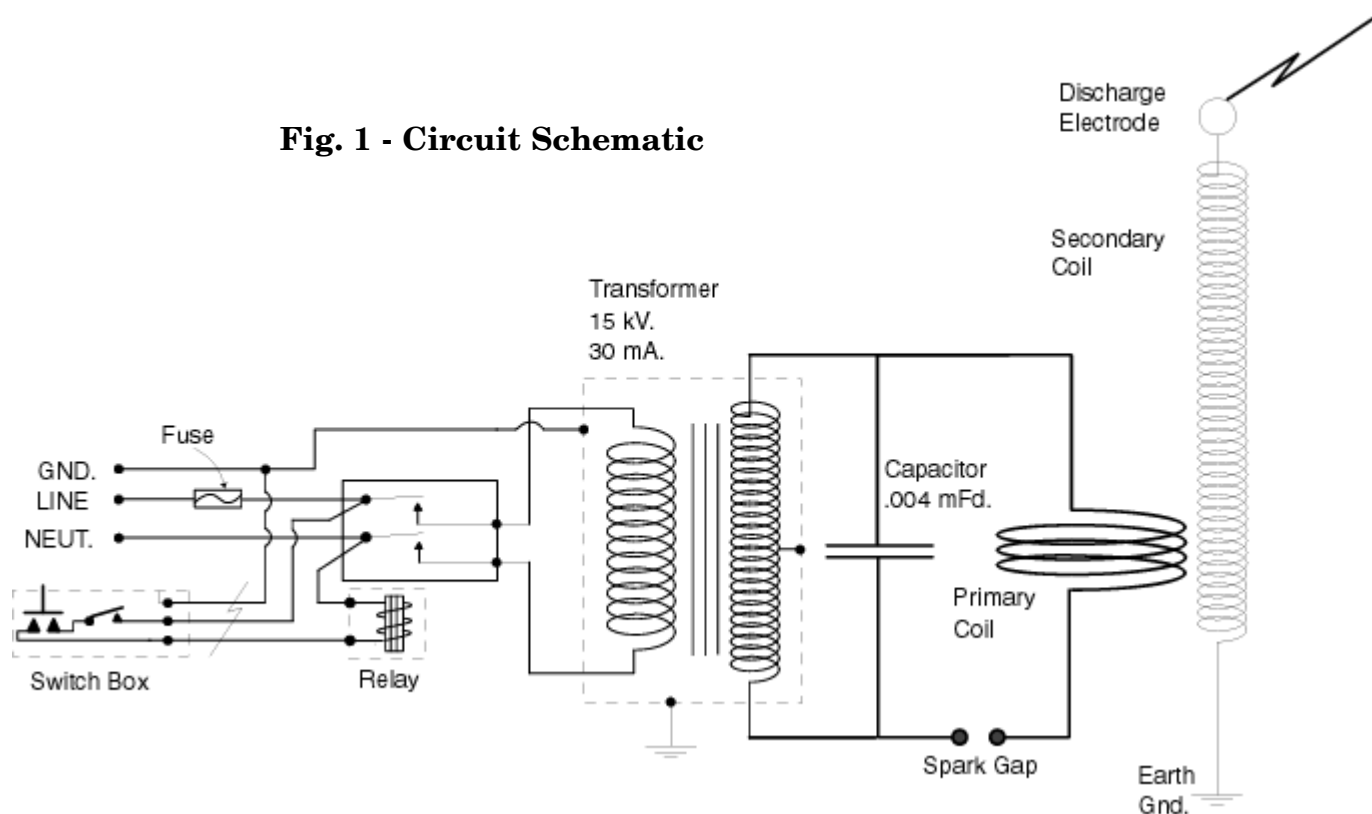 Fig. 1 - Circuit Schematic
Discharge
Electrode
Secondary
Coil
Transformer
15 kV.
30 mA.
Fuse
GND.
LINE
NEUT.
Capacitor
.004 mFd.
Primary
Coil
Switch Box
Relay
Spark Gap
Earth
Gnd.